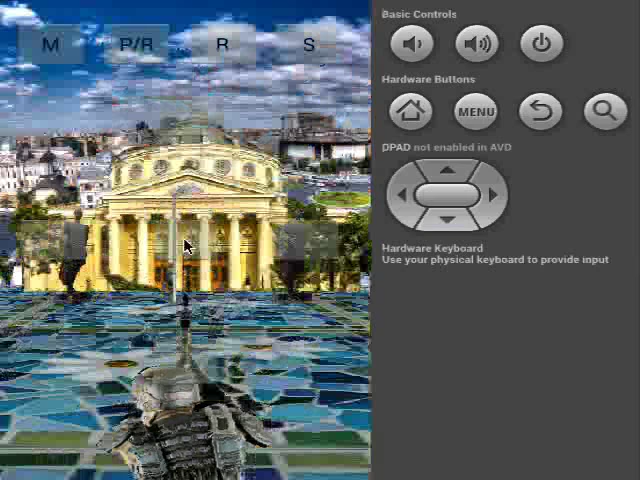 Basic Controls
M P/R R S
Hardware Buttons
MENU
DPAD not enabled in AVD
Hardware Keyboard
Use your physical keyboard to provide input